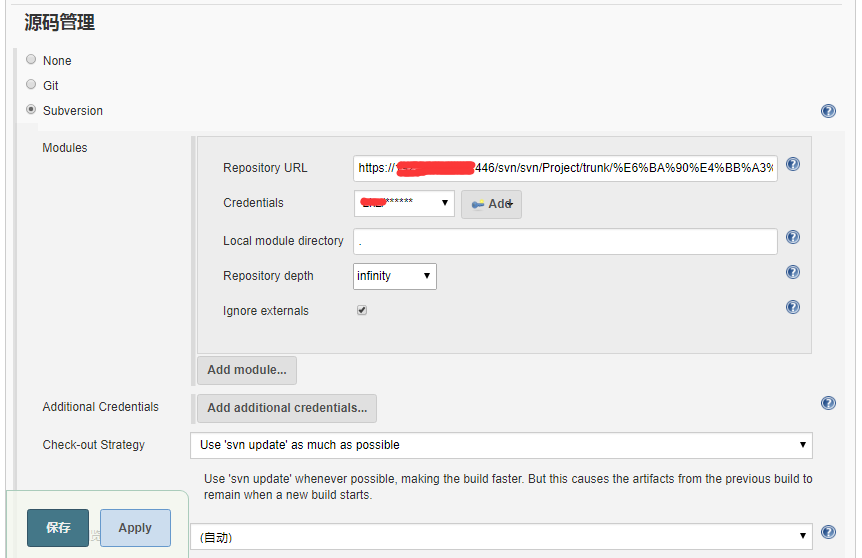 源码管理
None
Git
Subversion
Modules
Repository URL
https://
446/svn/svn/Project/trunk/%E6%BA%90%E4%BB%A3%
Credentials
/******
Add
Local module directory
.
Repository depth
infinity
Ignore externals
Add module...
Additional Credentials
Add additional credentials...
Check-out Strategy
Use 'svn update' as much as possible
Use 'svn update' whenever possible, making the build faster. But this causes the artifacts from the previous build to
remain when a new build starts.
保存
Apply
(自动)